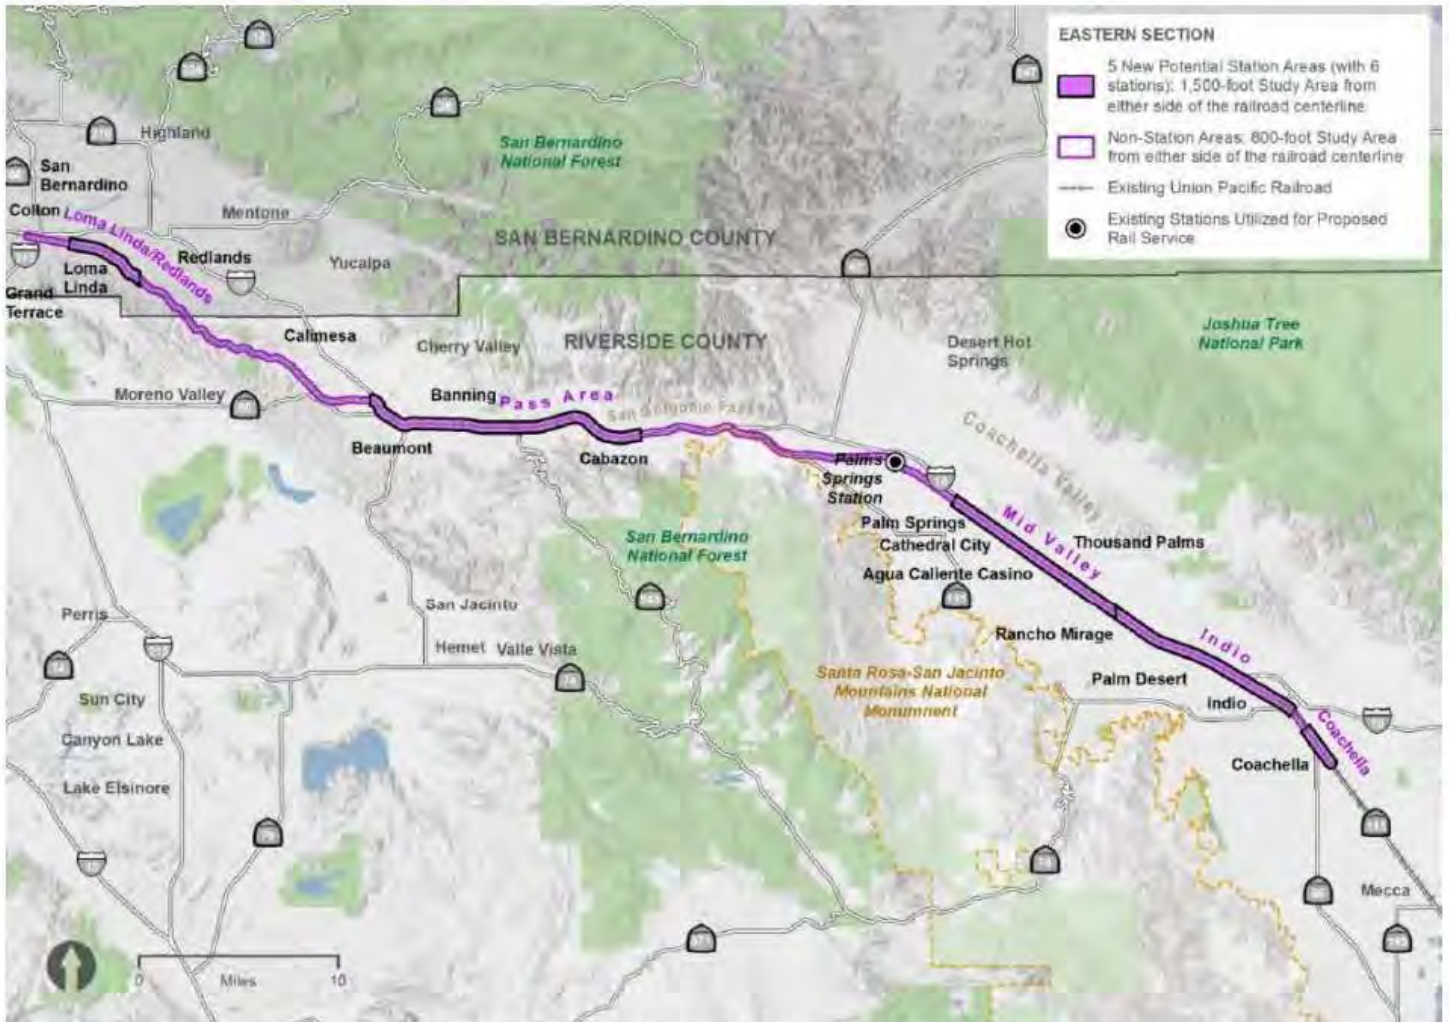 EASTERN SECTION
5 New Potential Station Areas (with 6
stations): 1,500-foot Study Area from
either side of the railroad centerline
Non-Station Areas: 600-foot Study Area
from either side of the railroad centerline
Existing Union Pacific Railroad
Existing Stations Utilized for Proposed
Rail Service
Highland
San Bernardino
National Forest
San
Bernardino
Mentone
Colton
Loma Linda/Redlands
SAN BERNARDINO COUNTY
Redlands
Yucaipa
Loma
Linda
Grand
Terrace
Calimesa
Cherry Valley
RIVERSIDE COUNTY
Desert Hot
Springs
Joshua Tree
National Park
Moreno Valley
Banning
Pass Area
San Gorgonio Pass
Beaumont
Cabazon
Coachella Valley
Palms
Springs
Station
Palm Springs
Cathedral City
Mid Valley
Thousand Palms
San Bernardino
National Forest
Agua Caliente Casino
Perris
San Jacinto
Rancho Mirage
Indio
Hemet
Valle Vista
Santa Rosa-San Jacinto
Mountains National
Monumnent
Palm Desert
Indio
Sun City
Canyon Lake
Coachella
Coachella
Lake Elsinore
74
Mecca
0
10
Miles